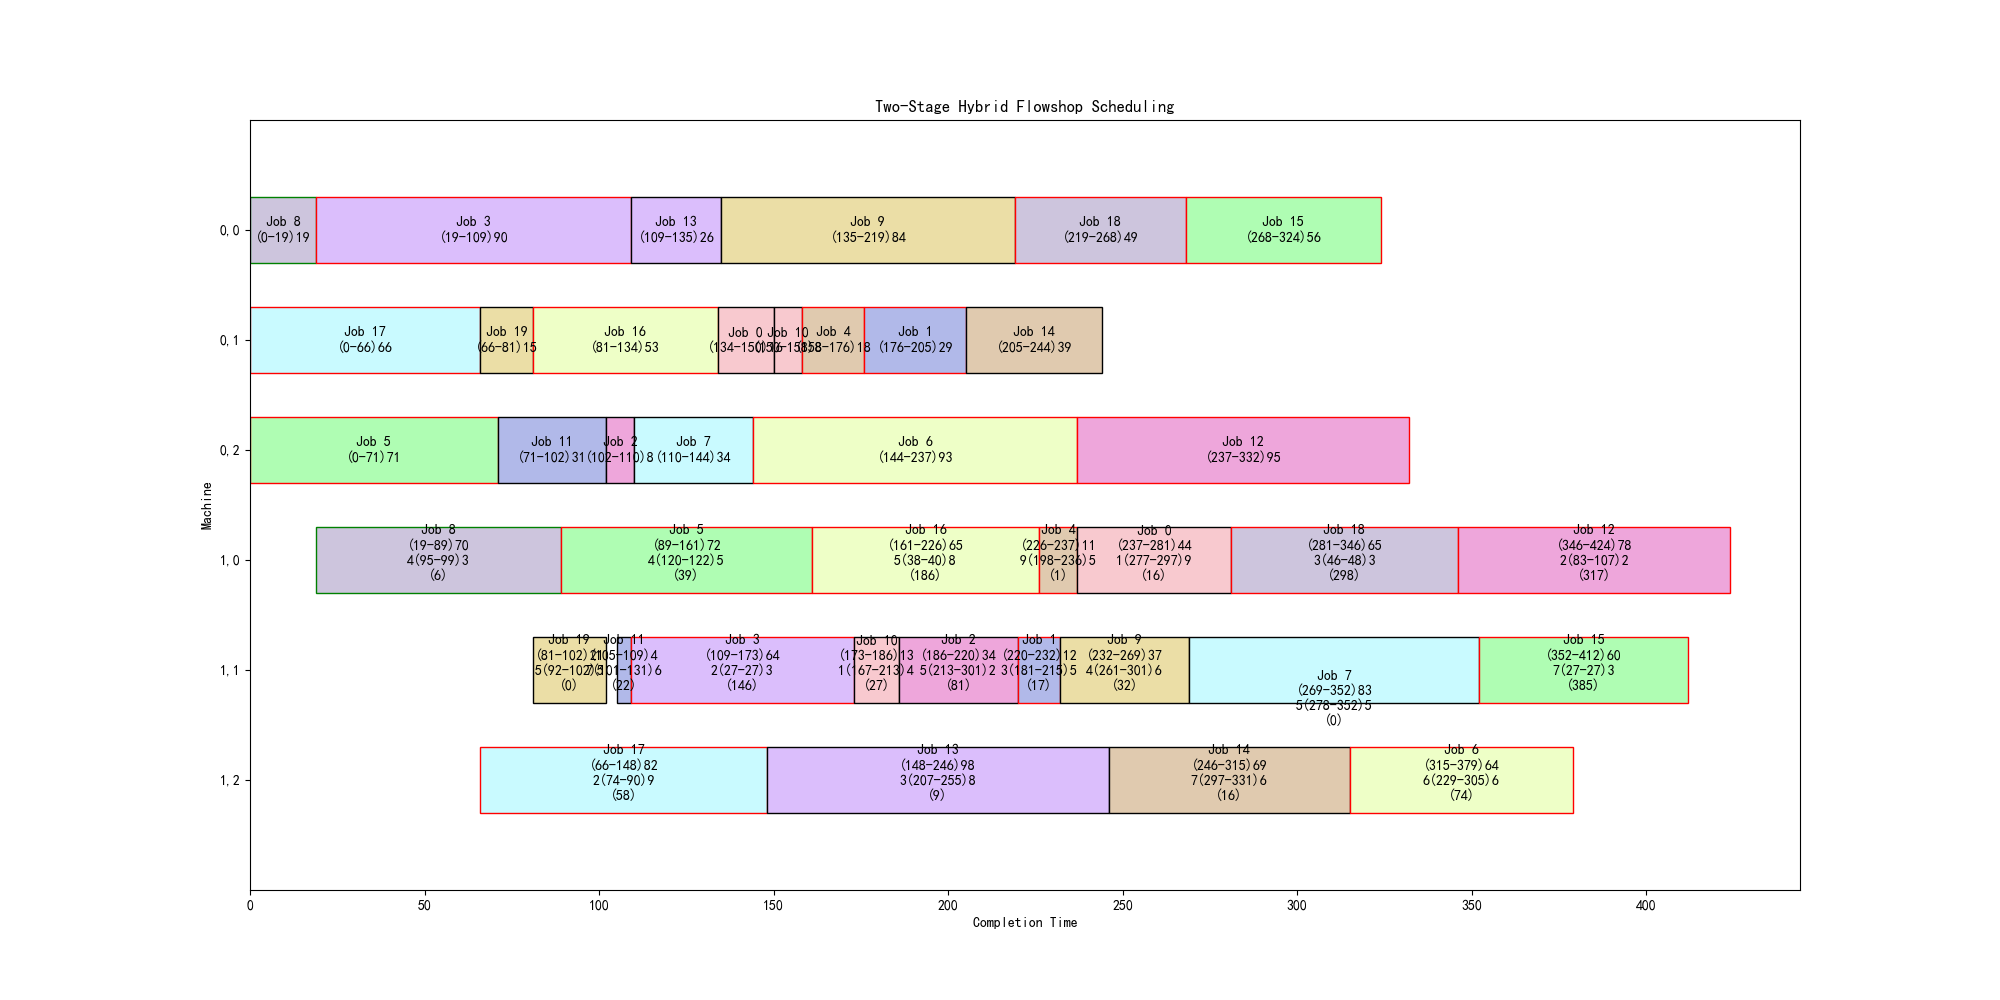 Two-Stage Hybrid Flowshop Scheduling
0,0
Job 8
(0-19)19
Job 3
(19-109)90
Job 13
(109-135)26
Job 9
(135-219)84
Job 18
(219-268)49
Job 15
(268-324)56
0,1
Job 17
(0-66)66
Job 19
(66-81)15
Job 16
(81-134)53
Job 0
(134-150)16
Job 10
(150-158)8
Job 4
(158-176)18
Job 1
(176-205)29
Job 14
(205-244)39
0,2
Job 5
(0-71)71
Job 11
(71-102)31
Job 2
(102-110)8
Job 7
(110-144)34
Job 6
(144-237)93
Job 12
(237-332)95
Machine
1,0
Job 8
(19-89)70
4(95-99)3
(6)
Job 5
(89-161)72
4(120-122)5
(39)
Job 16
(161-226)65
5(38-40)8
(186)
Job 4
(226-237)11
9(198-236)5
(1)
Job 0
(237-281)44
1(277-297)9
(16)
Job 18
(281-346)65
3(46-48)3
(298)
Job 12
(346-424)78
2(83-107)2
(317)
1,1
Job 19
(81-102)21
5(92-102)5
(0)
Job 11
(105-109)4
7(101-131)6
(22)
Job 3
(109-173)64
2(27-27)3
(146)
Job 10
(173-186)13
1(167-213)4
(27)
Job 2
(186-220)34
5(213-301)2
(81)
Job 1
(220-232)12
3(181-215)5
(17)
Job 9
(232-269)37
4(261-301)6
(32)
Job 7
(269-352)83
5(278-352)5
(0)
Job 15
(352-412)60
7(27-27)3
(385)
1,2
Job 17
(66-148)82
2(74-90)9
(58)
Job 13
(148-246)98
3(207-255)8
(9)
Job 14
(246-315)69
7(297-331)6
(16)
Job 6
(315-379)64
6(229-305)6
(74)
0 50 100 150 200 250 300 350 400
Completion Time